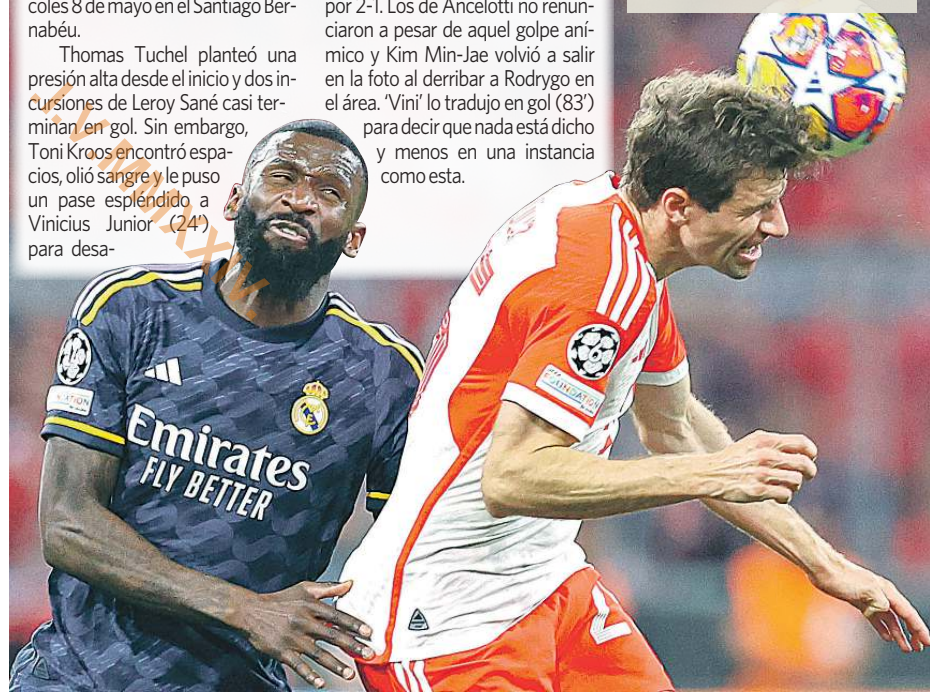 coles 8 de mayo en el Santiago Ber-
nabéu.
Thomas Tuchel planteó una
presión alta desde el inicio y dos in-
cursiones de Leroy Sané casi ter-
minan en gol. Sin embargo,
Toni Kroos encontró espa-
cios, olió sangre y le puso
un pase espléndido a
Vinicius Junior (24’)
para desa-
por 2-1. Los de Ancelotti no renun-
ciaron a pesar de aquel golpe aní-
mico y Kim Min-Jae volvió a salir
en la foto al derribar a Rodrygo en
el área. ‘Vini’ lo tradujo en gol (83’)
para decir que nada está dicho
y menos en una instancia
como esta.
J.V.MMXXIV
14
Emirates
FLY BETTER
6
FOUNDATION
2